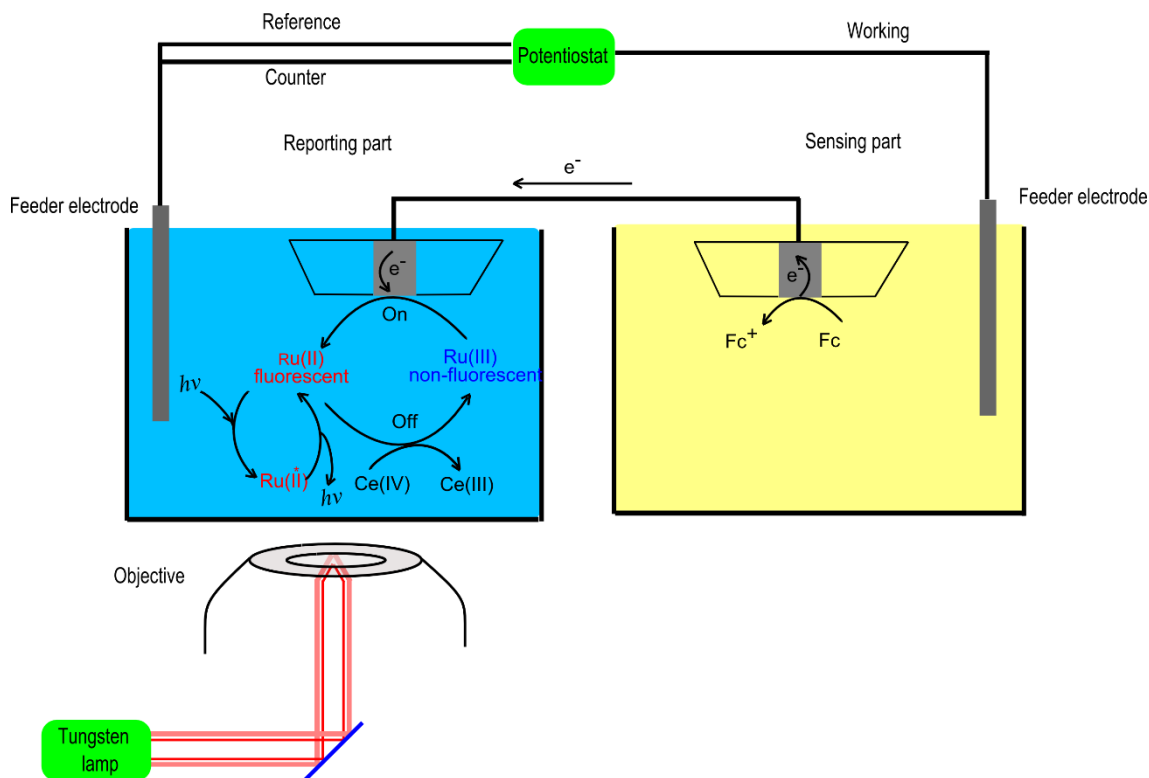 Reference
Working
Potentiostat
Counter
Reporting part
Sensing part
e⁻
Feeder electrode
Feeder electrode
e⁻
e⁻
On
Fc⁺
Fc
Ru(II)
fluorescent
Ru(III)
non-fluorescent
hν
Off
Ru(II)*
hν
Ce(IV)
Ce(III)
Objective
Tungsten
lamp